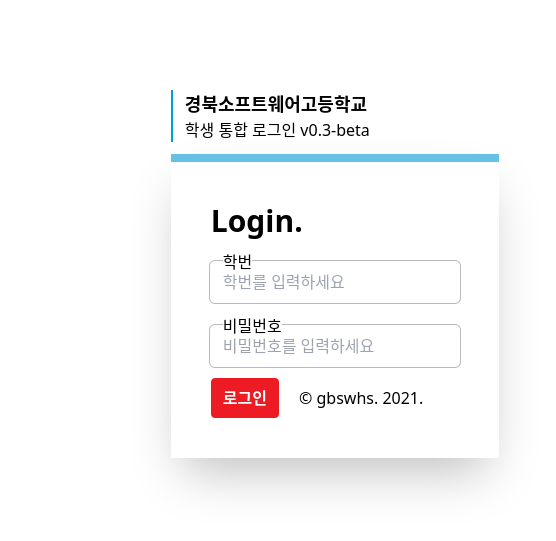 경북소프트웨어고등학교
학생 통합 로그인 v0.3-beta
Login.
학번
학번를 입력하세요
비밀번호
비밀번호를 입력하세요
로그인 © gbswhs. 2021.